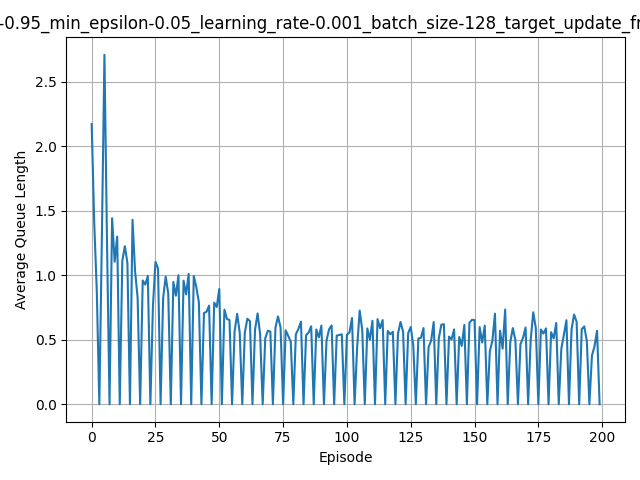 -0.95_min_epsilon-0.05_learning_rate-0.001_batch_size-128_target_update_fr
2.5
2.0
1.5
1.0
0.5
0.0
Average Queue Length
0 25 50 75 100 125 150 175 200
Episode